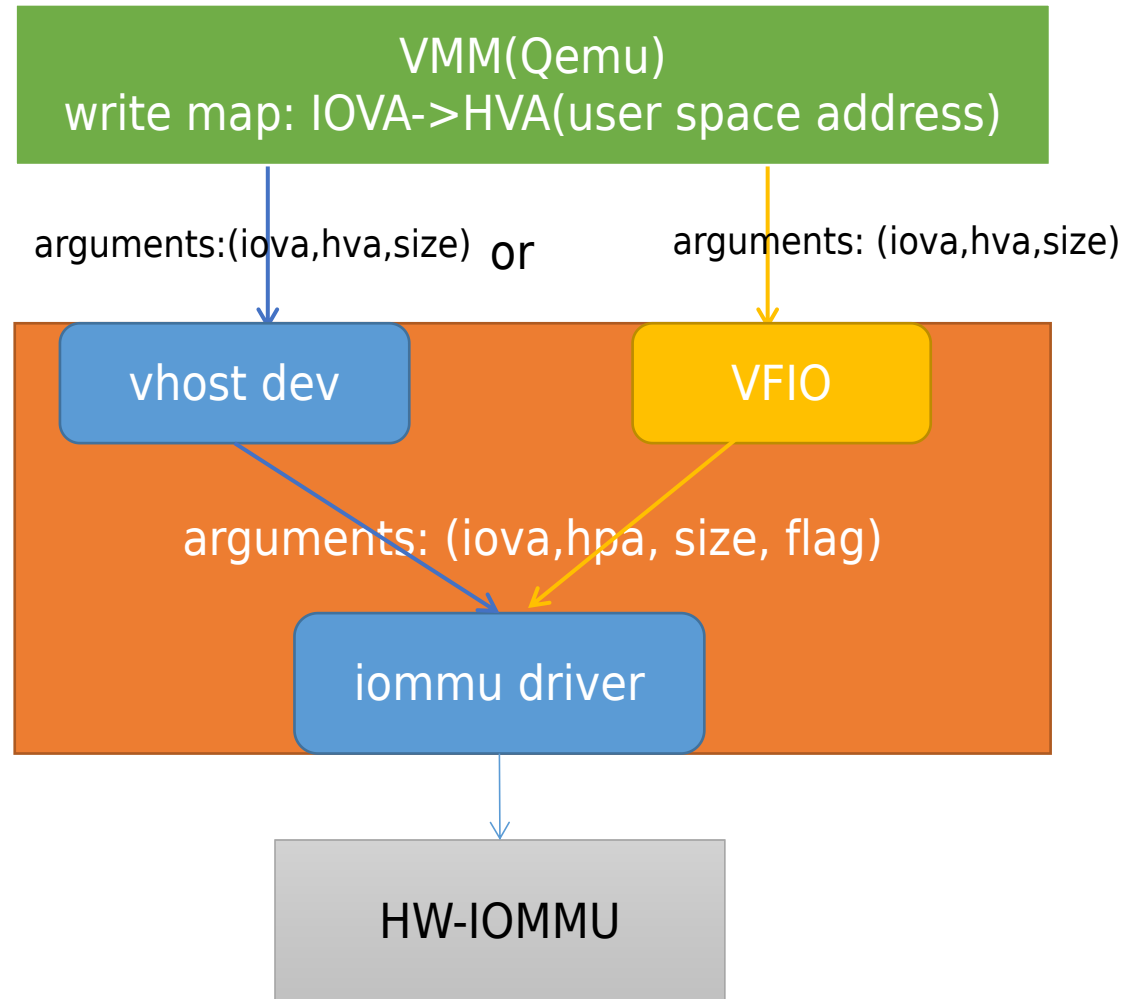 VMM(Qemu)
write map: IOVA->HVA(user space address)
arguments:(iova,hva,size)
or
arguments: (iova,hva,size)
vhost dev
VFIO
arguments: (iova,hpa, size, flag)
iommu driver
HW-IOMMU